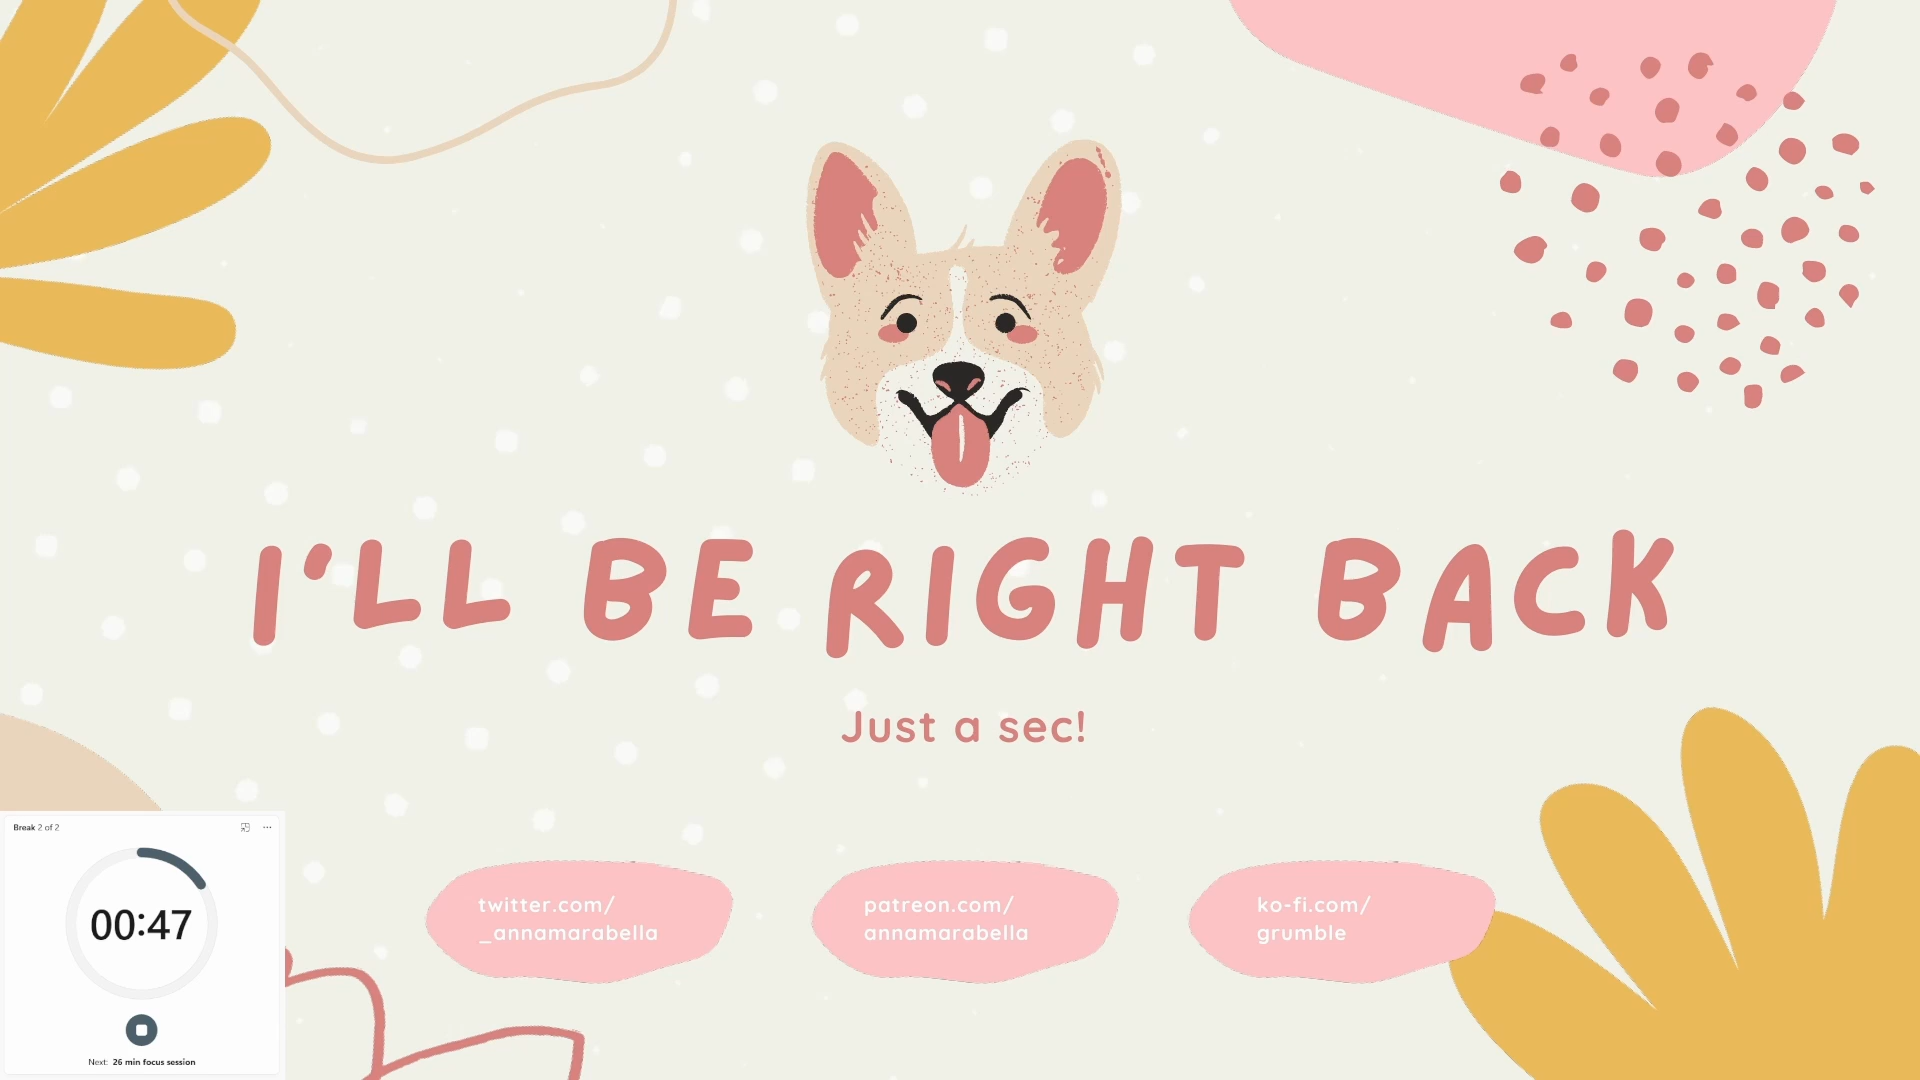 I'LL BE RIGHT BACK
Just a sec!
Break 2 of 2
00:47
Next: 26 min focus session
twitter.com/
_annamarabella
patreon.com/
annamarabella
ko-fi.com/
grumble